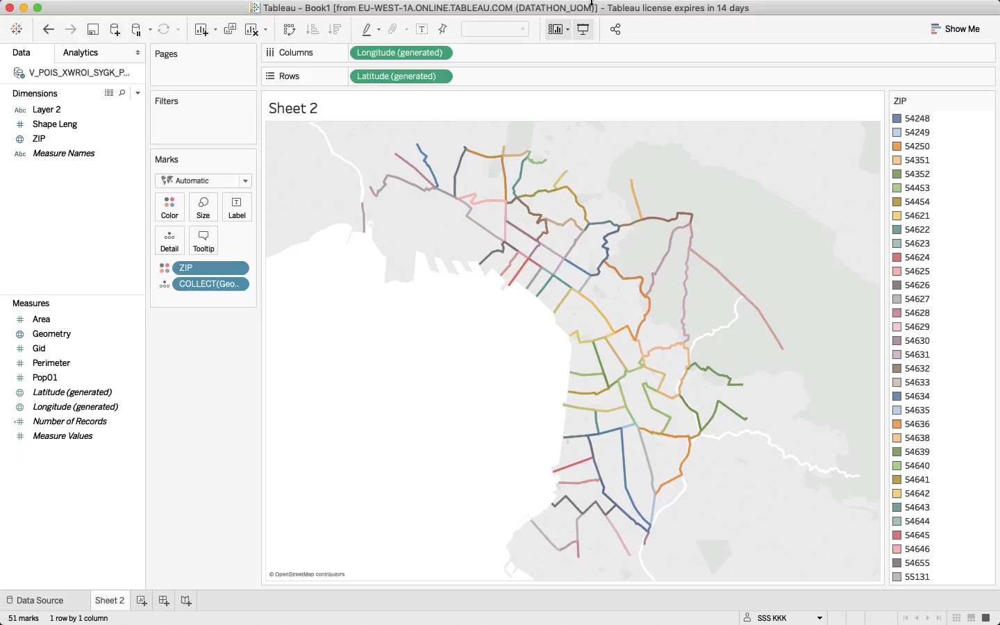 Tableau - Book1 [from EU-WEST-1A.ONLINE.TABLEAU.COM (DATATHON_UOM)] - Tableau license expires in 14 days
Show Me
Data
Analytics
V_POIS_XWROI_SYGK_P...
Dimensions
Abc Layer 2
# Shape Leng
ZIP
Abc Measure Names
Measures
# Area
Geometry
# Gid
# Perimeter
# Pop01
Latitude (generated)
Longitude (generated)
=# Number of Records
# Measure Values
Pages
Filters
Marks
Automatic
Color
Size
Label
Detail
Tooltip
ZIP
COLLECT(Geo..
Columns
Longitude (generated)
Rows
Latitude (generated)
Sheet 2
© OpenStreetMap contributors
ZIP
54248
54249
54250
54351
54352
54453
54454
54621
54622
54623
54624
54625
54626
54627
54628
54629
54630
54631
54632
54633
54634
54635
54636
54638
54639
54640
54641
54642
54643
54644
54645
54646
54655
55131
Data Source
Sheet 2
51 marks
1 row by 1 column
SSS KKK